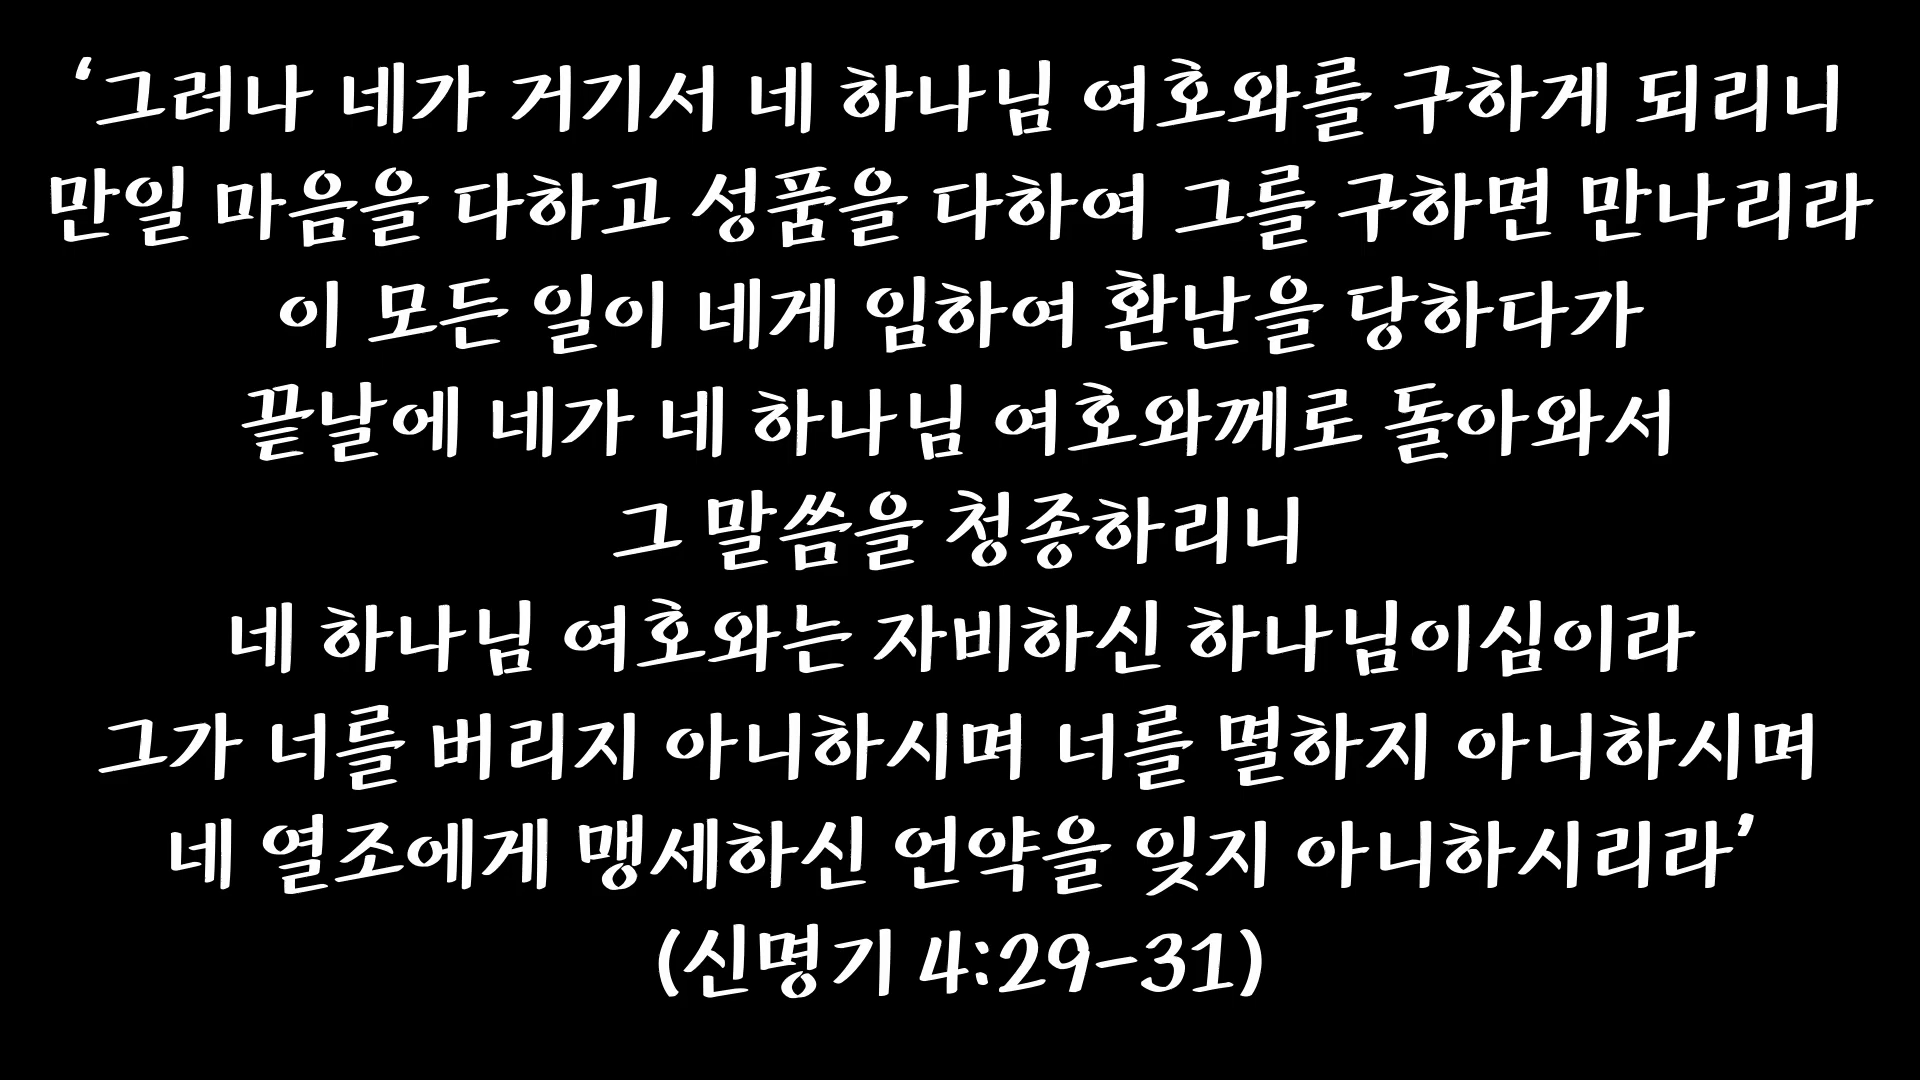 ‘그러나 네가 거기서 네 하나님 여호와를 구하게 되리니
만일 마음을 다하고 성품을 다하여 그를 구하면 만나리라
이 모든 일이 네게 임하여 환난을 당하다가
끝날에 네가 네 하나님 여호와께로 돌아와서
그 말씀을 청종하리니
네 하나님 여호와는 자비하신 하나님이심이라
그가 너를 버리지 아니하시며 너를 멸하지 아니하시며
네 열조에게 맹세하신 언약을 잊지 아니하시리라’
(신명기 4:29-31)